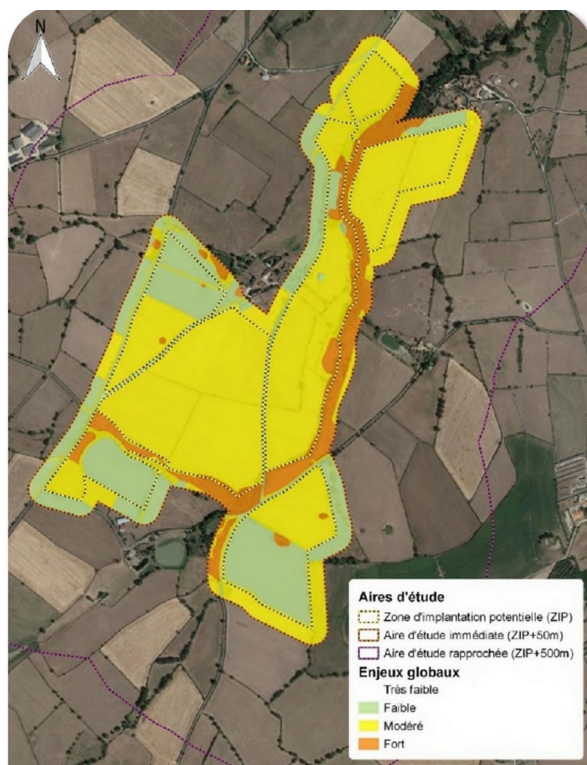 N
Aires d'étude
Zone d'implantation potentielle (ZIP)
Aire d'étude immédiate (ZIP+50m)
Aire d'étude rapprochée (ZIP+500m)
Enjeux globaux
Très faible
Faible
Modéré
Fort